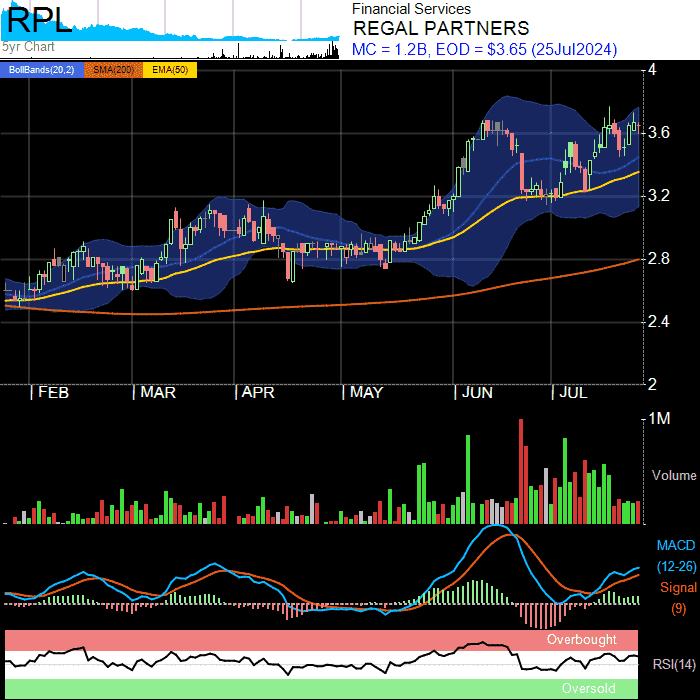 RPL
5yr Chart
Financial Services
REGAL PARTNERS
MC = 1.2B, EOD = $3.65 (25Jul2024)
BollBands(20,2) SMA(200) EMA(50)
4
3.6
3.2
2.8
2.4
2
| FEB | MAR | APR | MAY | JUN | JUL
1M
Volume
MACD
(12-26)
Signal
(9)
Overbought
RSI(14)
Oversold